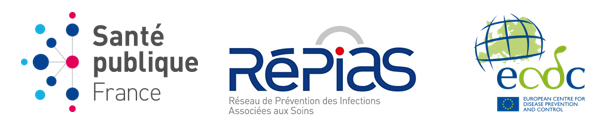 Santé
publique
France
RéPIAS
Réseau de Prévention des Infections
Associées aux Soins
ecdc
EUROPEAN CENTRE FOR
DISEASE PREVENTION
AND CONTROL